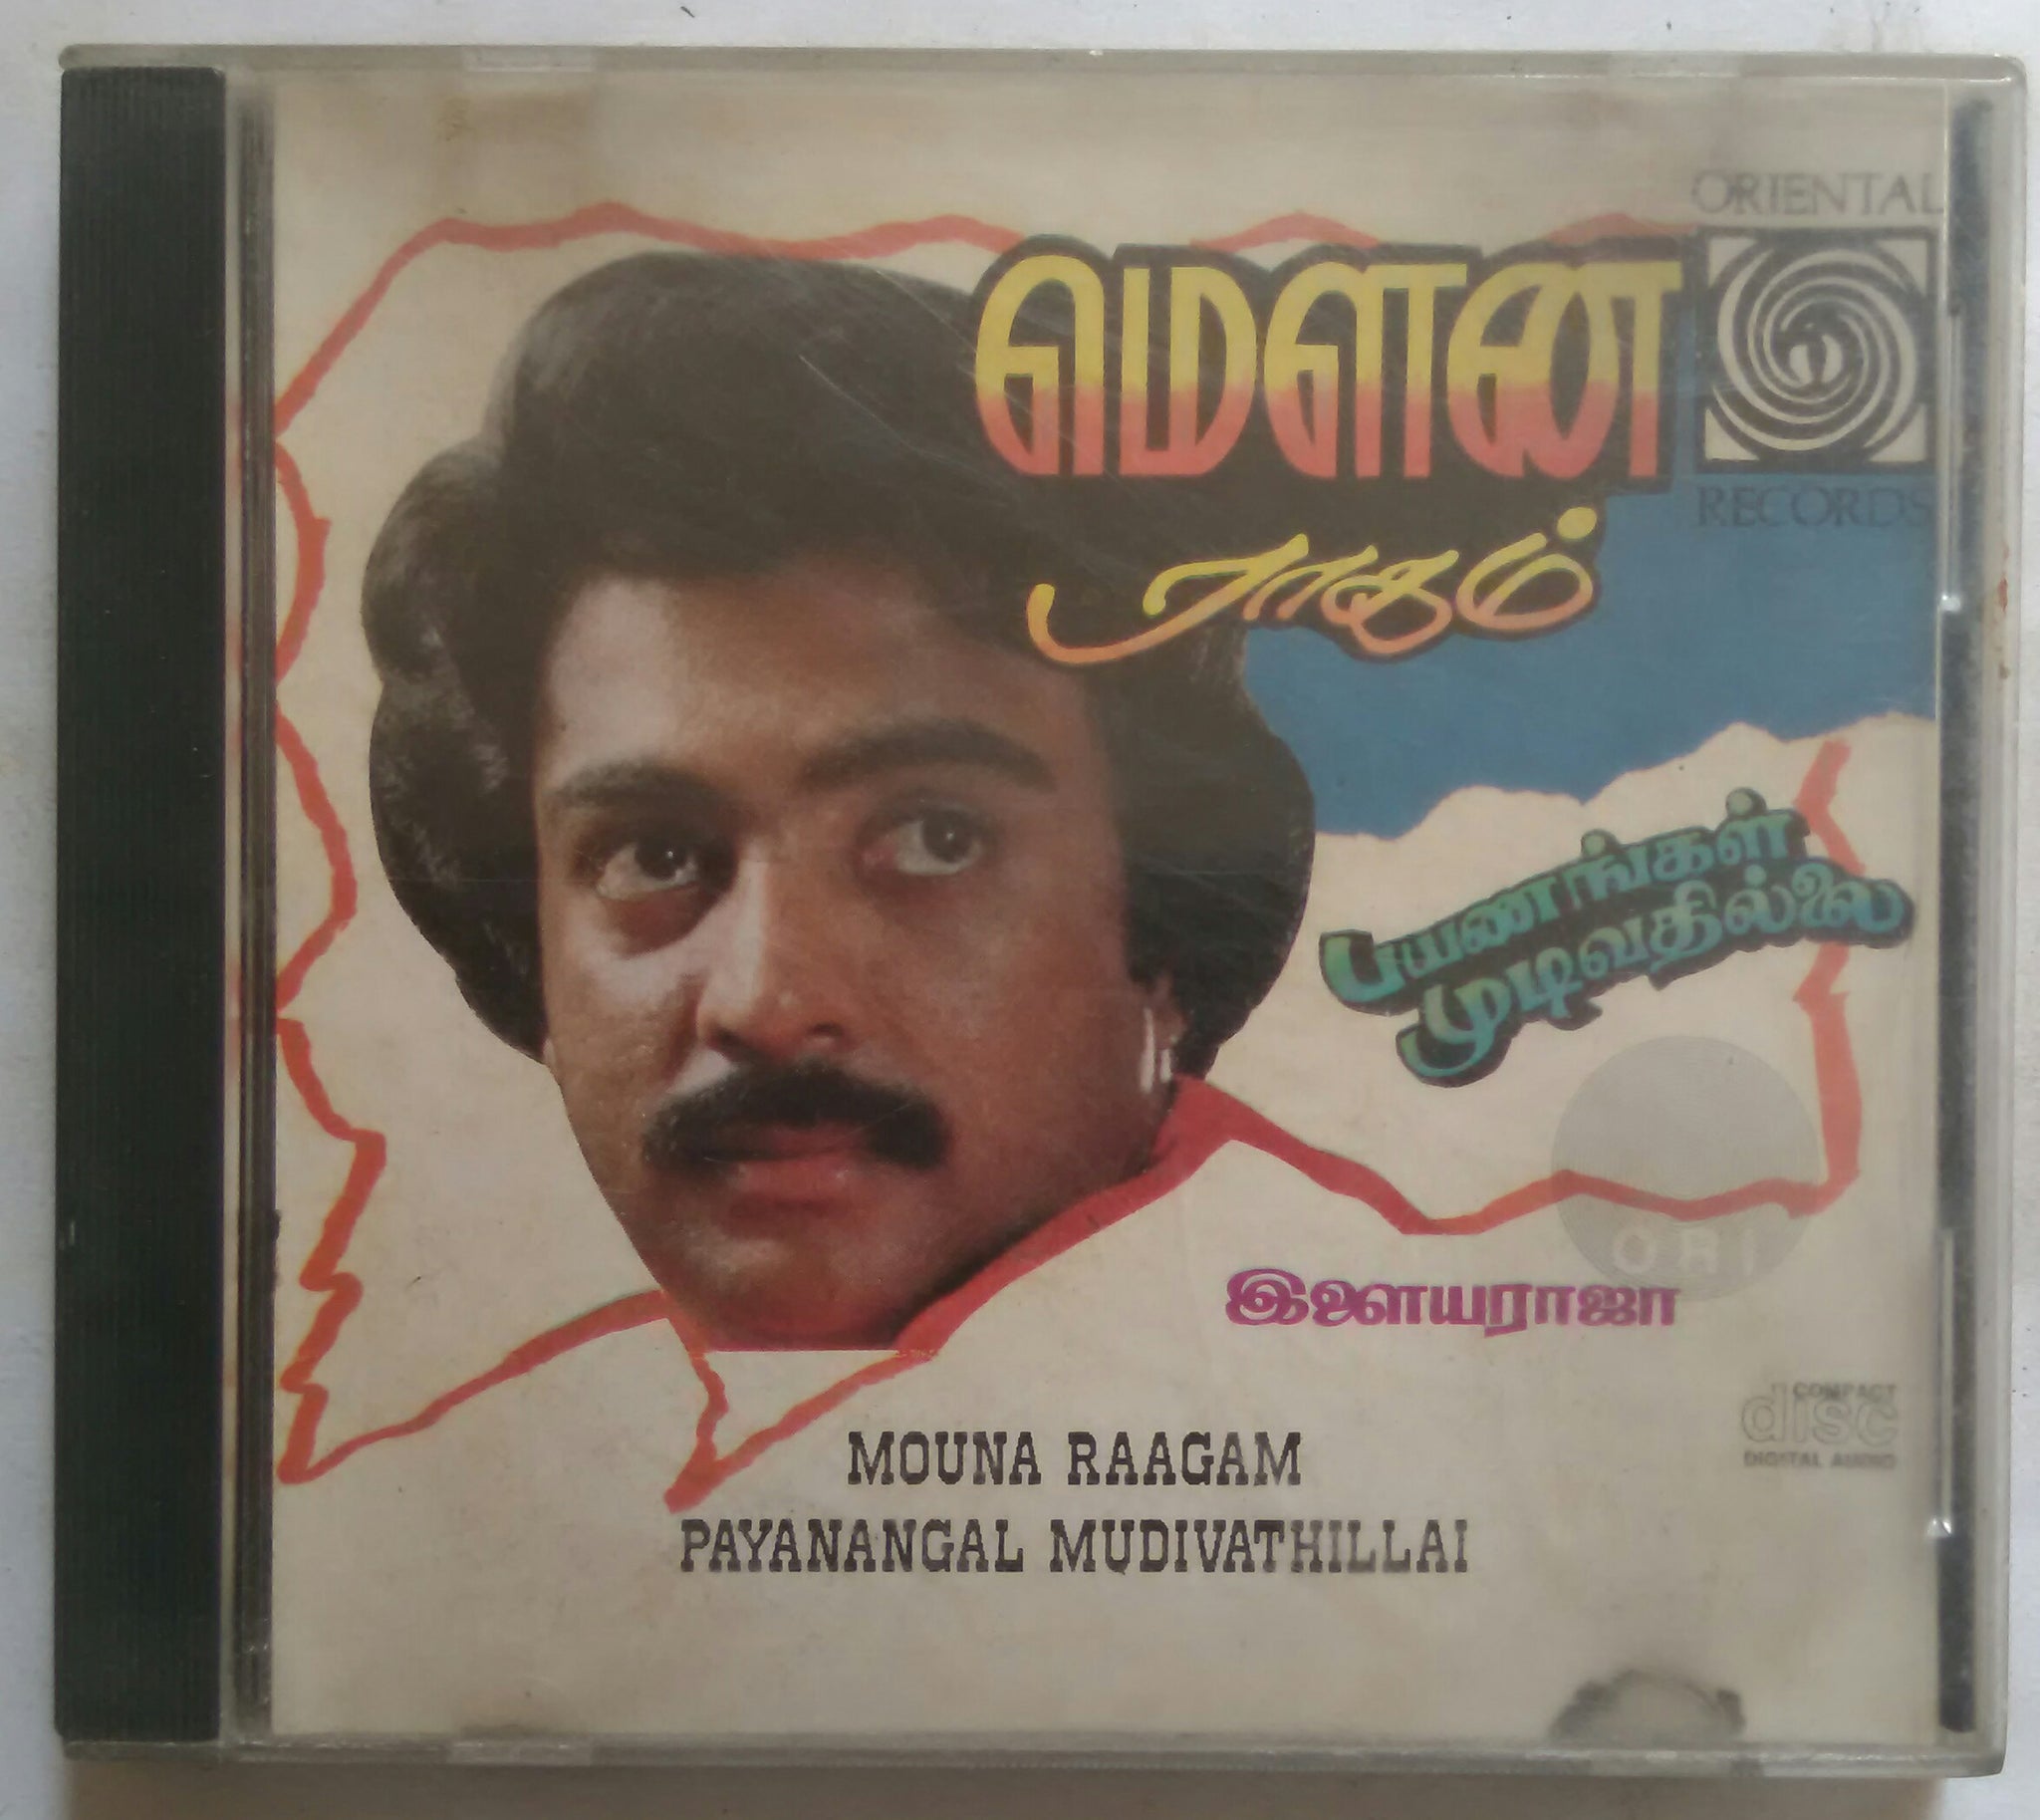 ORIENTAL
மௌன
RECORDS
ராகம்
பயணங்கள்
முடிவதில்லை
ORI
இளையராஜா
COMPACT
disc
DIGITAL AUDIO
MOUNA RAAGAM
PAYANANGAL MUDIVATHILLAI